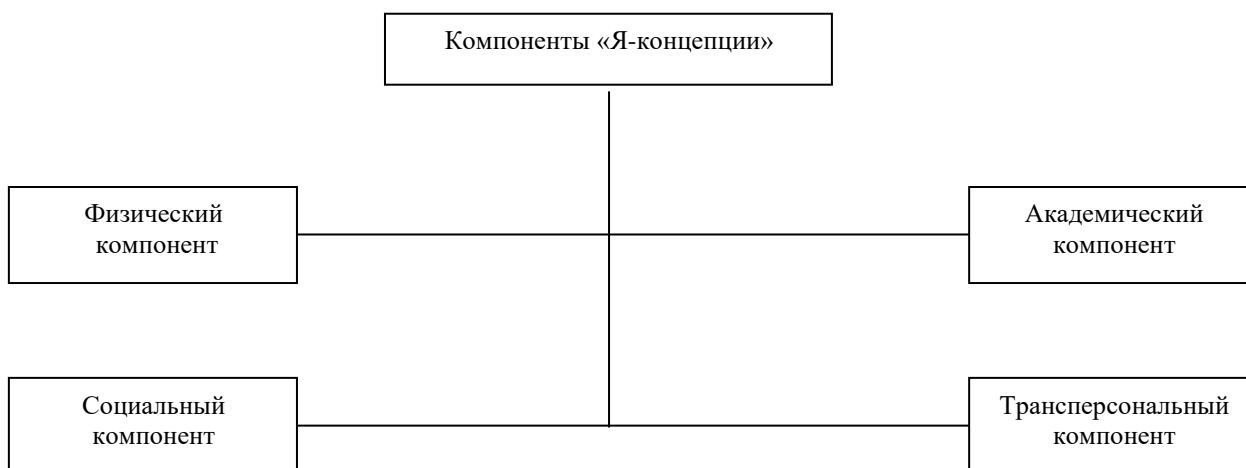 Компоненты «Я-концепции»
Физический
компонент
Академический
компонент
Социальный
компонент
Трансперсональный
компонент